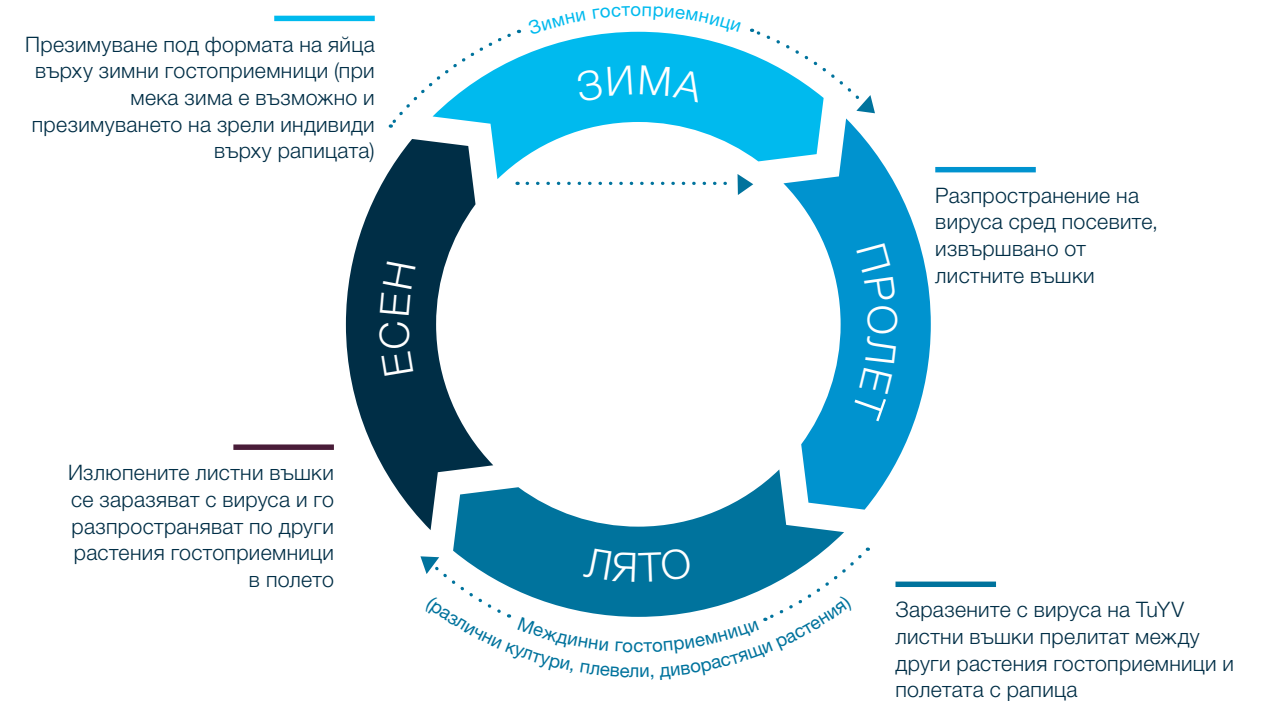 Зимни гостоприемници
ЗИМА
Презимуване под формата на яйца
върху зимни гостоприемници (при
мека зима е възможно и
презимуването на зрели индивиди
върху рапицата)
ПРОЛЕТ
Разпространение на
вируса сред посевите,
извършвано от
листните въшки
ЛЯТО
Междинни гостоприемници
(различни култури, плевели, диворастящи растения)
Заразените с вируса на TuYV
листни въшки прелитат между
други растения гостоприемници и
полетата с рапица
ЕСЕН
Излюпените листни въшки
се заразяват с вируса и го
разпространяват по други
растения гостоприемници
в полето